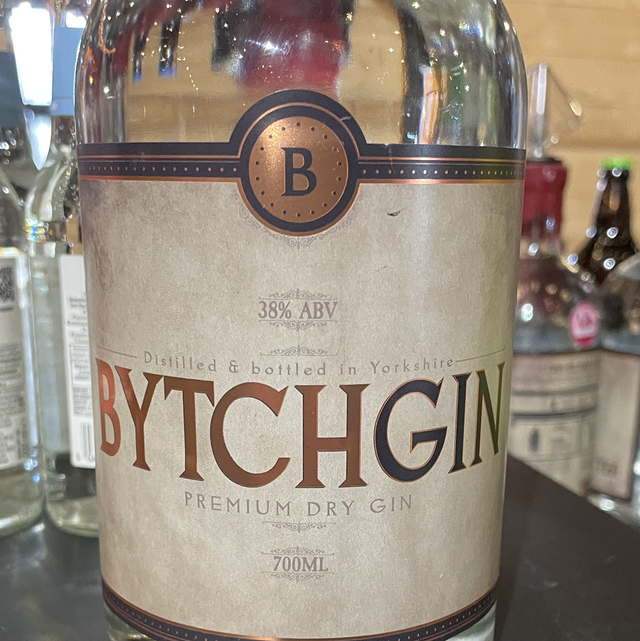 B
38% ABV
Distilled & bottled in Yorkshire
BYTCHGIN
PREMIUM DRY GIN
700ML